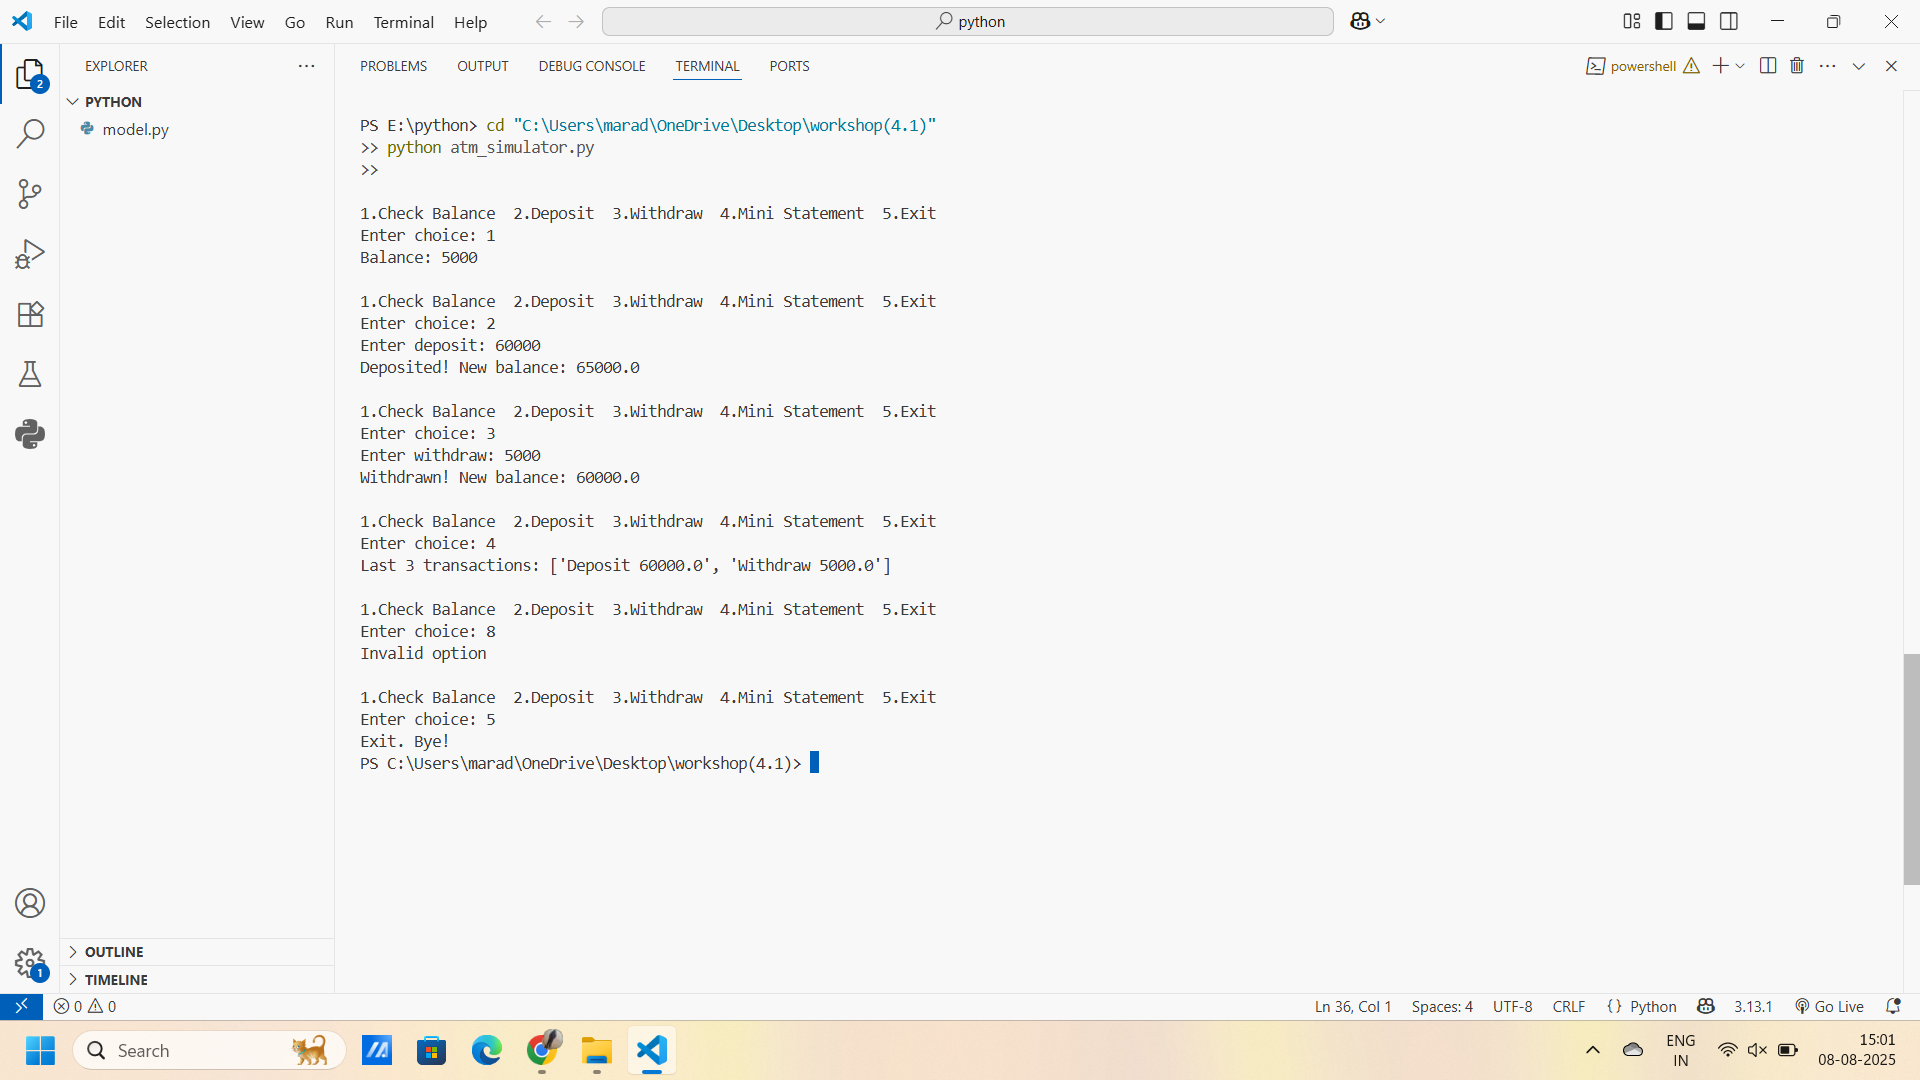 File Edit Selection View Go Run Terminal Help
python
EXPLORER
PROBLEMS OUTPUT DEBUG CONSOLE TERMINAL PORTS
powershell
2
PYTHON
model.py
PS E:\python> cd "C:\Users\marad\OneDrive\Desktop\workshop(4.1)"
>> python atm_simulator.py
>>
1.Check Balance  2.Deposit  3.Withdraw  4.Mini Statement  5.Exit
Enter choice: 1
Balance: 5000
1.Check Balance  2.Deposit  3.Withdraw  4.Mini Statement  5.Exit
Enter choice: 2
Enter deposit: 60000
Deposited! New balance: 65000.0
1.Check Balance  2.Deposit  3.Withdraw  4.Mini Statement  5.Exit
Enter choice: 3
Enter withdraw: 5000
Withdrawn! New balance: 60000.0
1.Check Balance  2.Deposit  3.Withdraw  4.Mini Statement  5.Exit
Enter choice: 4
Last 3 transactions: ['Deposit 60000.0', 'Withdraw 5000.0']
1.Check Balance  2.Deposit  3.Withdraw  4.Mini Statement  5.Exit
Enter choice: 8
Invalid option
1.Check Balance  2.Deposit  3.Withdraw  4.Mini Statement  5.Exit
Enter choice: 5
Exit. Bye!
PS C:\Users\marad\OneDrive\Desktop\workshop(4.1)>
OUTLINE
1
TIMELINE
0 0
Ln 36, Col 1 Spaces: 4 UTF-8 CRLF {} Python 3.13.1 Go Live
Search
ENG
IN
15:01
08-08-2025